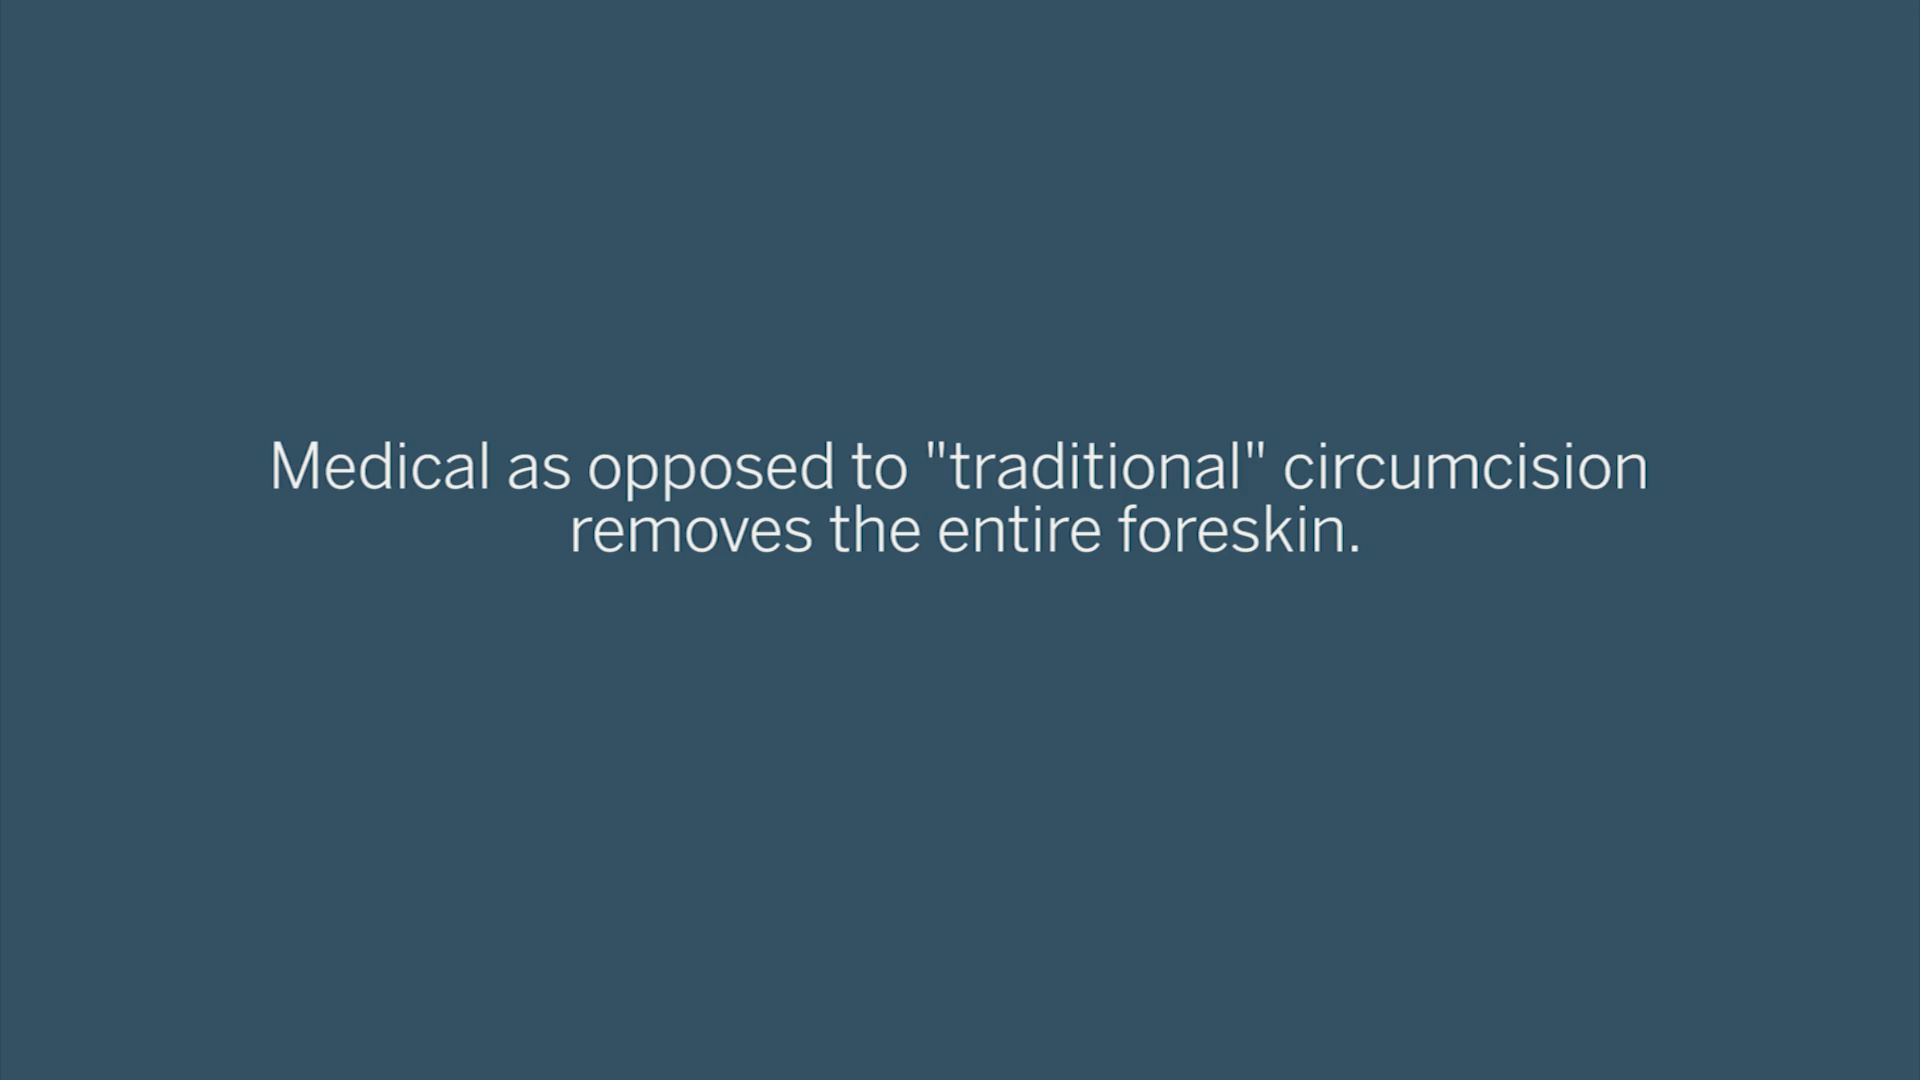 Medical as opposed to "traditional" circumcision
removes the entire foreskin.